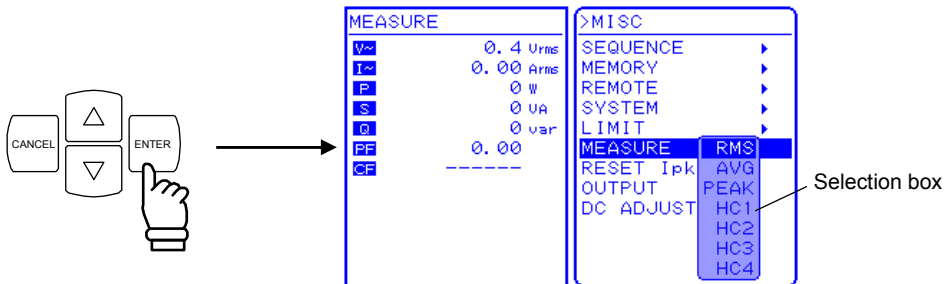 CANCEL
△
▽
ENTER
MEASURE
V~ 0.4 Vrms
I~ 0.00 Arms
P 0 W
S 0 VA
Q 0 var
PF 0.00
CF ------
>MISC
SEQUENCE
MEMORY
REMOTE
SYSTEM
LIMIT
MEASURE RMS
RESET Ipk AVG
OUTPUT PEAK
DC ADJUST HC1
HC2
HC3
HC4
Selection box